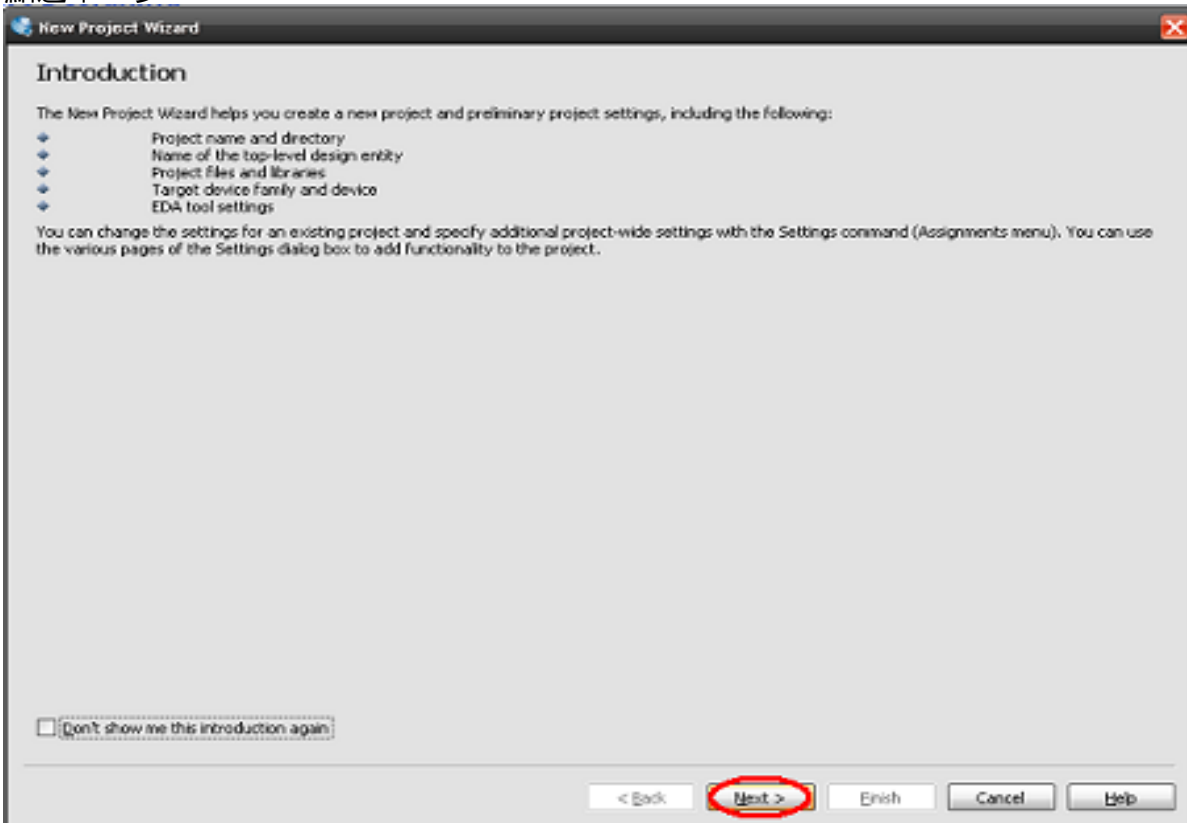 New Project Wizard
Introduction
The New Project Wizard helps you create a new project and preliminary project settings, including the following:
Project name and directory
Name of the top-level design entity
Project files and libraries
Target device family and device
EDA tool settings
You can change the settings for an existing project and specify additional project-wide settings with the Settings command (Assignments menu). You can use
the various pages of the Settings dialog box to add functionality to the project.
Don't show me this introduction again
< Back Next > Finish Cancel Help